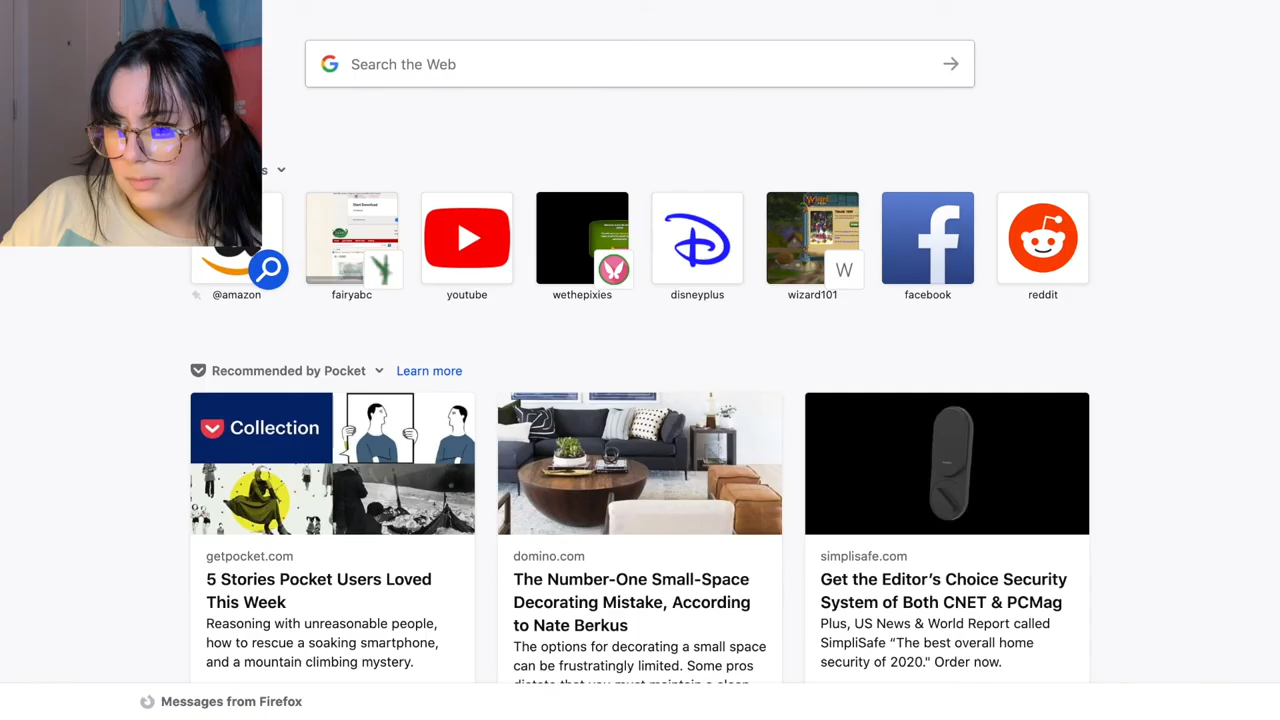 Search the Web
s
@amazon
fairyabc
youtube
wethepixies
disneyplus
wizard101
facebook
reddit
W
Recommended by Pocket
Learn more
Collection
getpocket.com
5 Stories Pocket Users Loved
This Week
Reasoning with unreasonable people,
how to rescue a soaking smartphone,
and a mountain climbing mystery.
domino.com
The Number-One Small-Space
Decorating Mistake, According
to Nate Berkus
The options for decorating a small space
can be frustratingly limited. Some pros
simplisafe.com
Get the Editor's Choice Security
System of Both CNET & PCMag
Plus, US News & World Report called
SimpliSafe "The best overall home
security of 2020." Order now.
Messages from Firefox